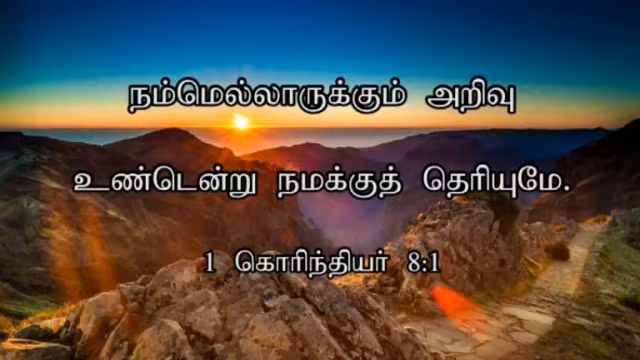 நம்மெல்லாருக்கும் அறிவு
உண்டென்று நமக்குத் தெரியுமே.
1 கொரிந்தியர் 8:1